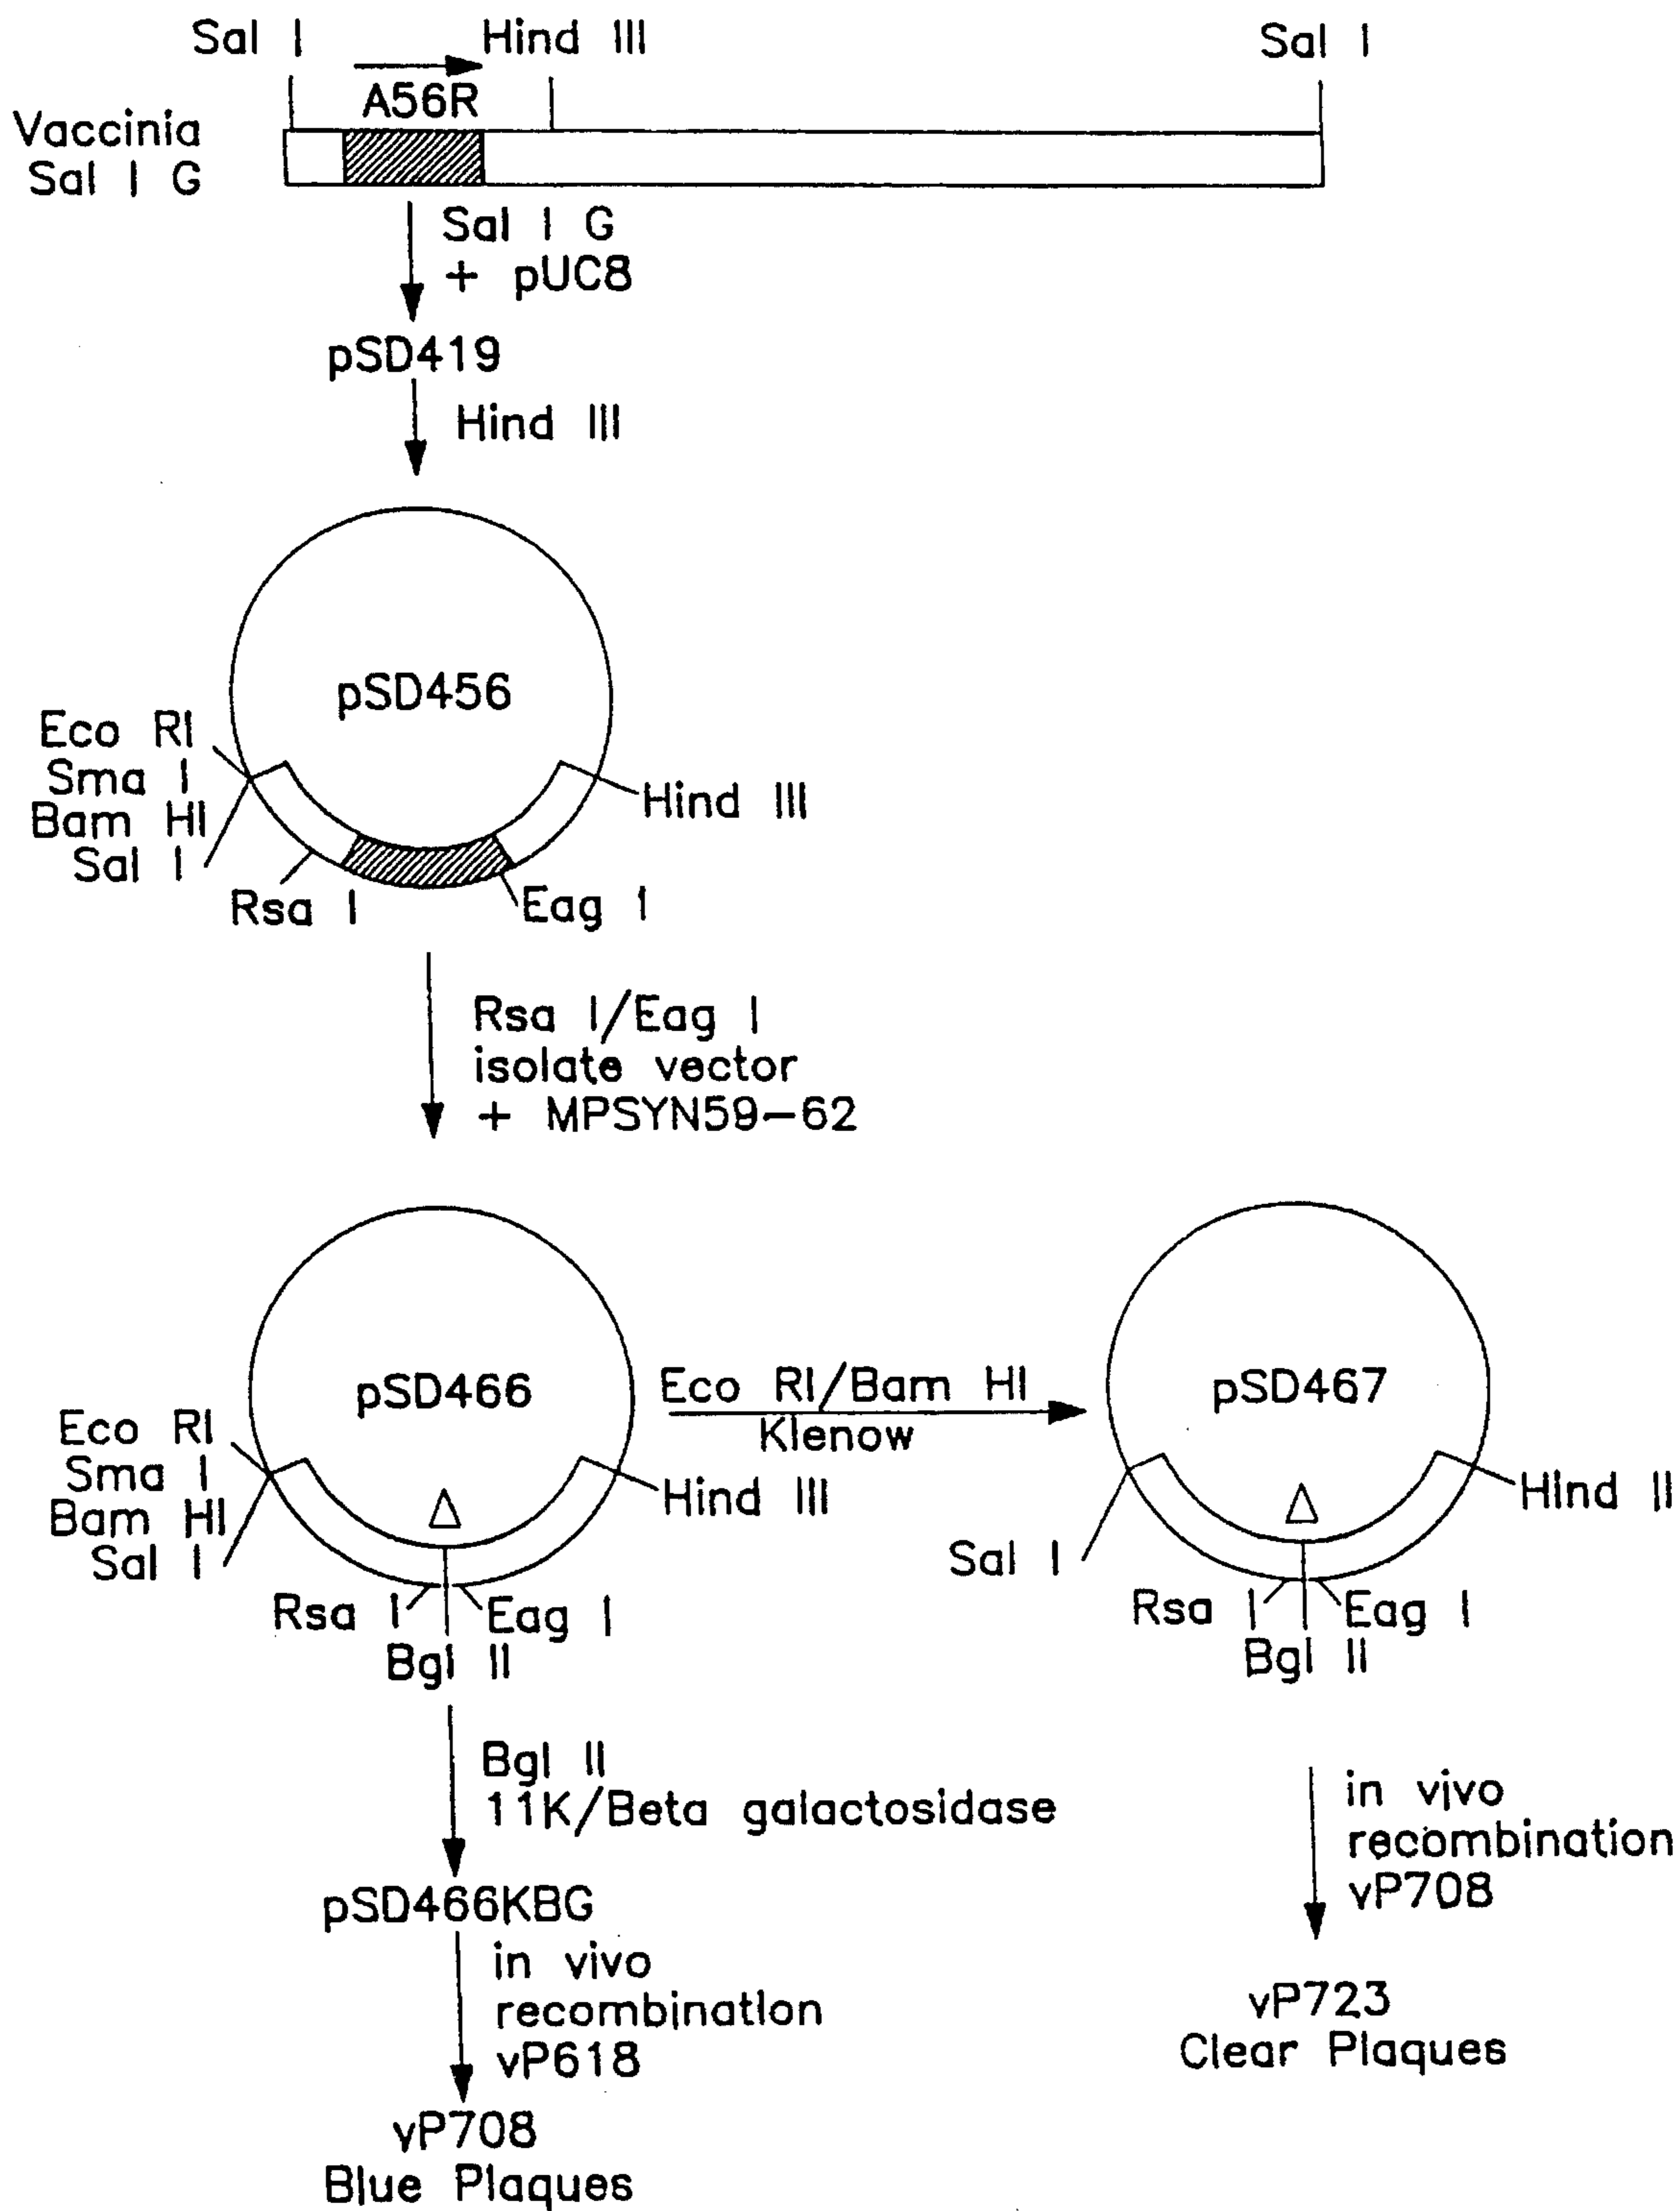 Sal I
Hind III
Sal I
A56R
Vaccinia
Sal I G
Sal I G
+ pUC8
pSD419
Hind III
pSD456
Eco RI
Sma I
Bam HI
Sal I
Hind III
Rsa I
Eag I
Rsa I/Eag I
isolate vector
+ MPSYN59-62
pSD466
Eco RI/Bam HI
Klenow
pSD467
Eco RI
Sma I
Bam HI
Sal I
Δ
Hind III
Rsa I
Eag I
Bgl II
Δ
Hind II
Sal I
Rsa I
Eag I
Bgl II
Bgl II
11K/Beta galactosidase
pSD466KBG
in vivo
recombination
vP618
vP708
Blue Plaques
in vivo
recombination
vP708
vP723
Clear Plaques